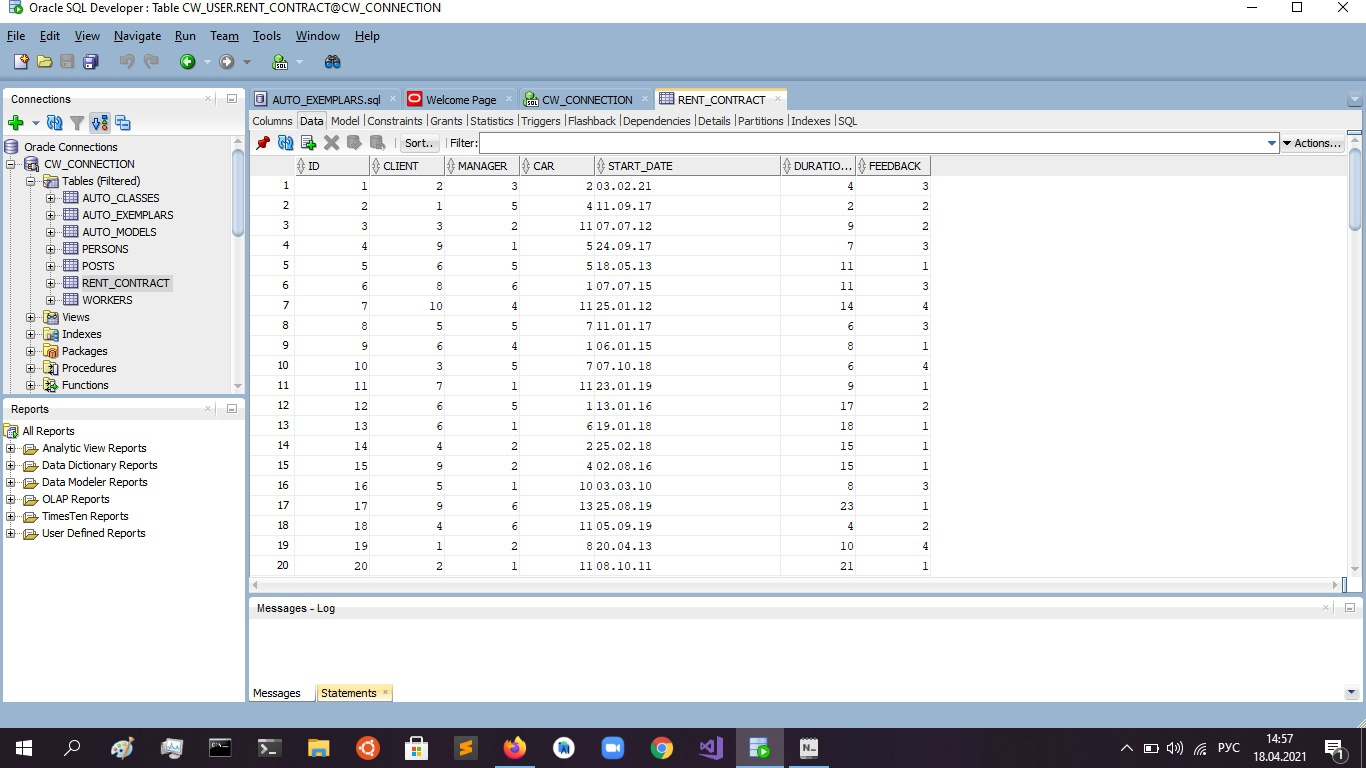 Oracle SQL Developer : Table CW_USER.RENT_CONTRACT@CW_CONNECTION
File Edit View Navigate Run Team Tools Window Help
Connections
Oracle Connections
CW_CONNECTION
Tables (Filtered)
AUTO_CLASSES
AUTO_EXEMPLARS
AUTO_MODELS
PERSONS
POSTS
RENT_CONTRACT
WORKERS
Views
Indexes
Packages
Procedures
Functions
Reports
All Reports
Analytic View Reports
Data Dictionary Reports
Data Modeler Reports
OLAP Reports
TimesTen Reports
User Defined Reports
AUTO_EXEMPLARS.sql Welcome Page CW_CONNECTION RENT_CONTRACT
Columns Data Model Constraints Grants Statistics Triggers Flashback Dependencies Details Partitions Indexes SQL
Sort.. Filter: Actions...
ID CLIENT MANAGER CAR START_DATE DURATIO... FEEDBACK
1 1 2 3 2 03.02.21 4 3
2 2 1 5 4 11.09.17 2 2
3 3 3 2 11 07.07.12 9 2
4 4 9 1 5 24.09.17 7 3
5 5 6 5 5 18.05.13 11 1
6 6 8 6 1 07.07.15 11 3
7 7 10 4 11 25.01.12 14 4
8 8 5 5 7 11.01.17 6 3
9 9 6 4 1 06.01.15 8 1
10 10 3 5 7 07.10.18 6 4
11 11 7 1 11 23.01.19 9 1
12 12 6 5 1 13.01.16 17 2
13 13 6 1 6 19.01.18 18 1
14 14 4 2 2 25.02.18 15 1
15 15 9 2 4 02.08.16 15 1
16 16 5 1 10 03.03.10 8 3
17 17 9 6 13 25.08.19 23 1
18 18 4 6 11 05.09.19 4 2
19 19 1 2 8 20.04.13 10 4
20 20 2 1 11 08.10.11 21 1
Messages - Log
Messages Statements
РУС
14:57
18.04.2021
1